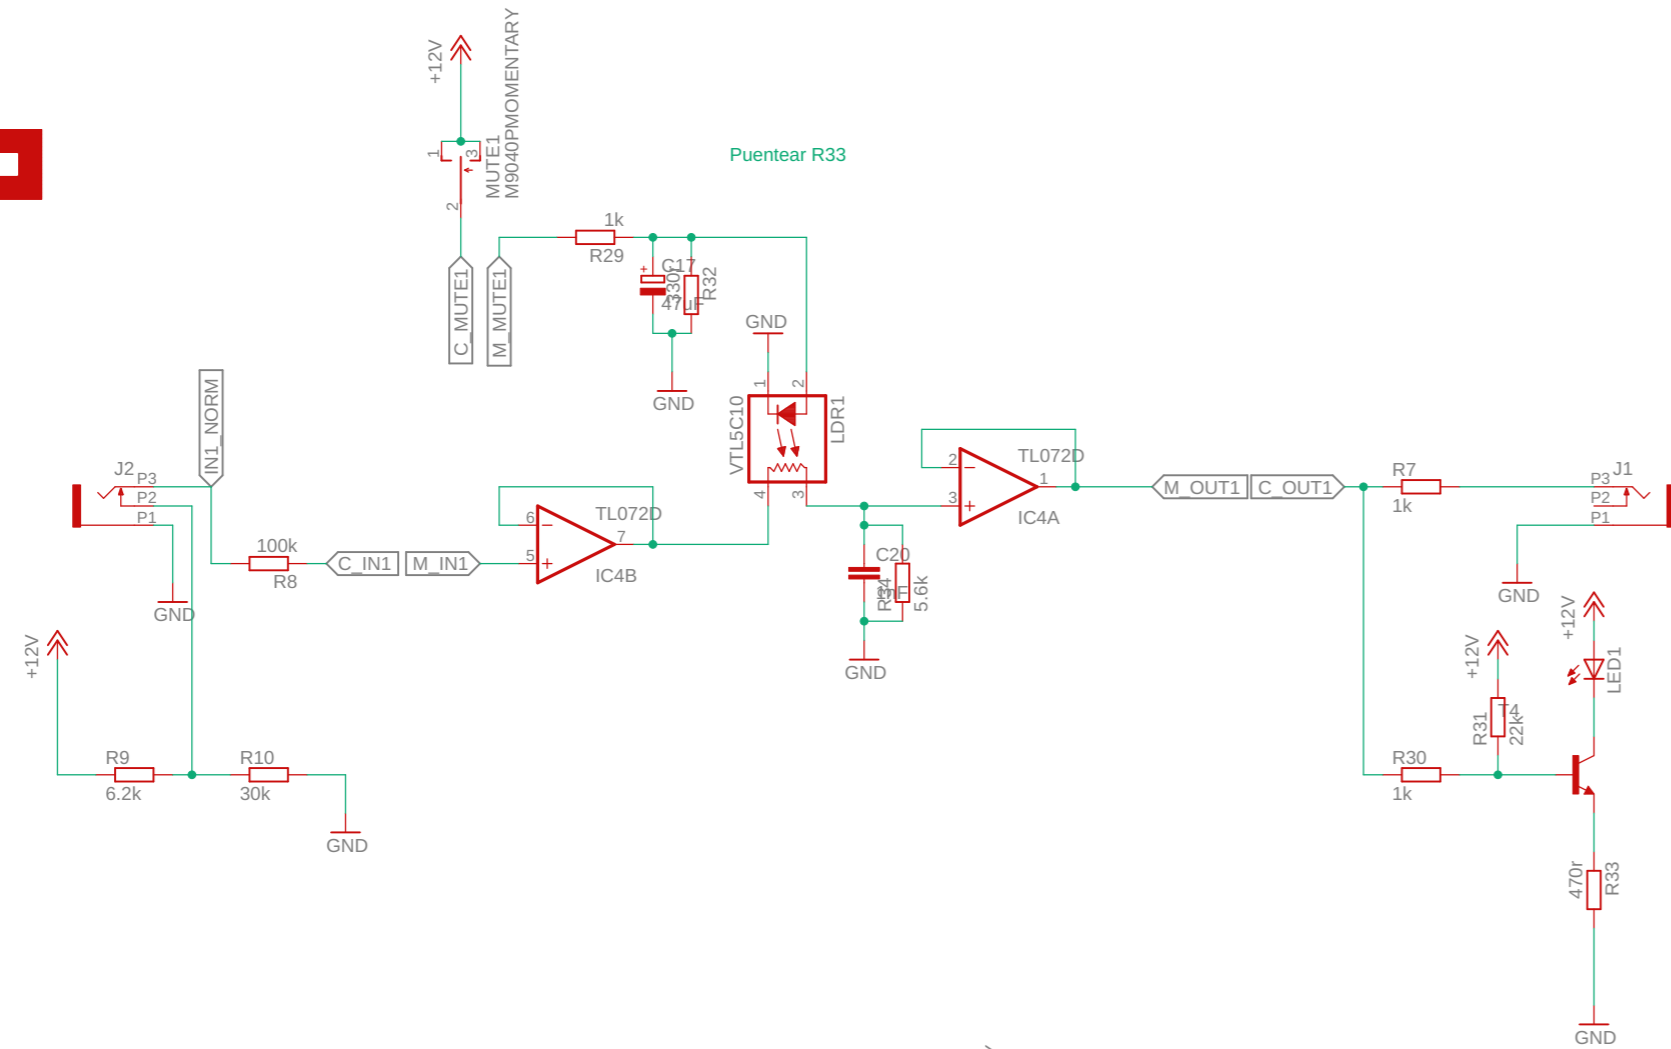 +12V
1
3
2
MUTE1
M9040PMOMENTARY
Puentear R33
C_MUTE1
M_MUTE1
1k
R29
C17
47uF
R32
GND
GND
1
2
VTL5C10
LDR1
4
3
IN1_NORM
J2
P3
P2
P1
GND
100k
R8
C_IN1
M_IN1
6
5
7
TL072D
IC4B
2
3
1
TL072D
IC4A
C20
R34
5.6k
GND
M_OUT1
C_OUT1
R7
1k
P3
P2
P1
J1
GND
+12V
R9
6.2k
R10
30k
GND
R30
1k
+12V
R31
22k
T4
+12V
LED1
470r
R33
GND